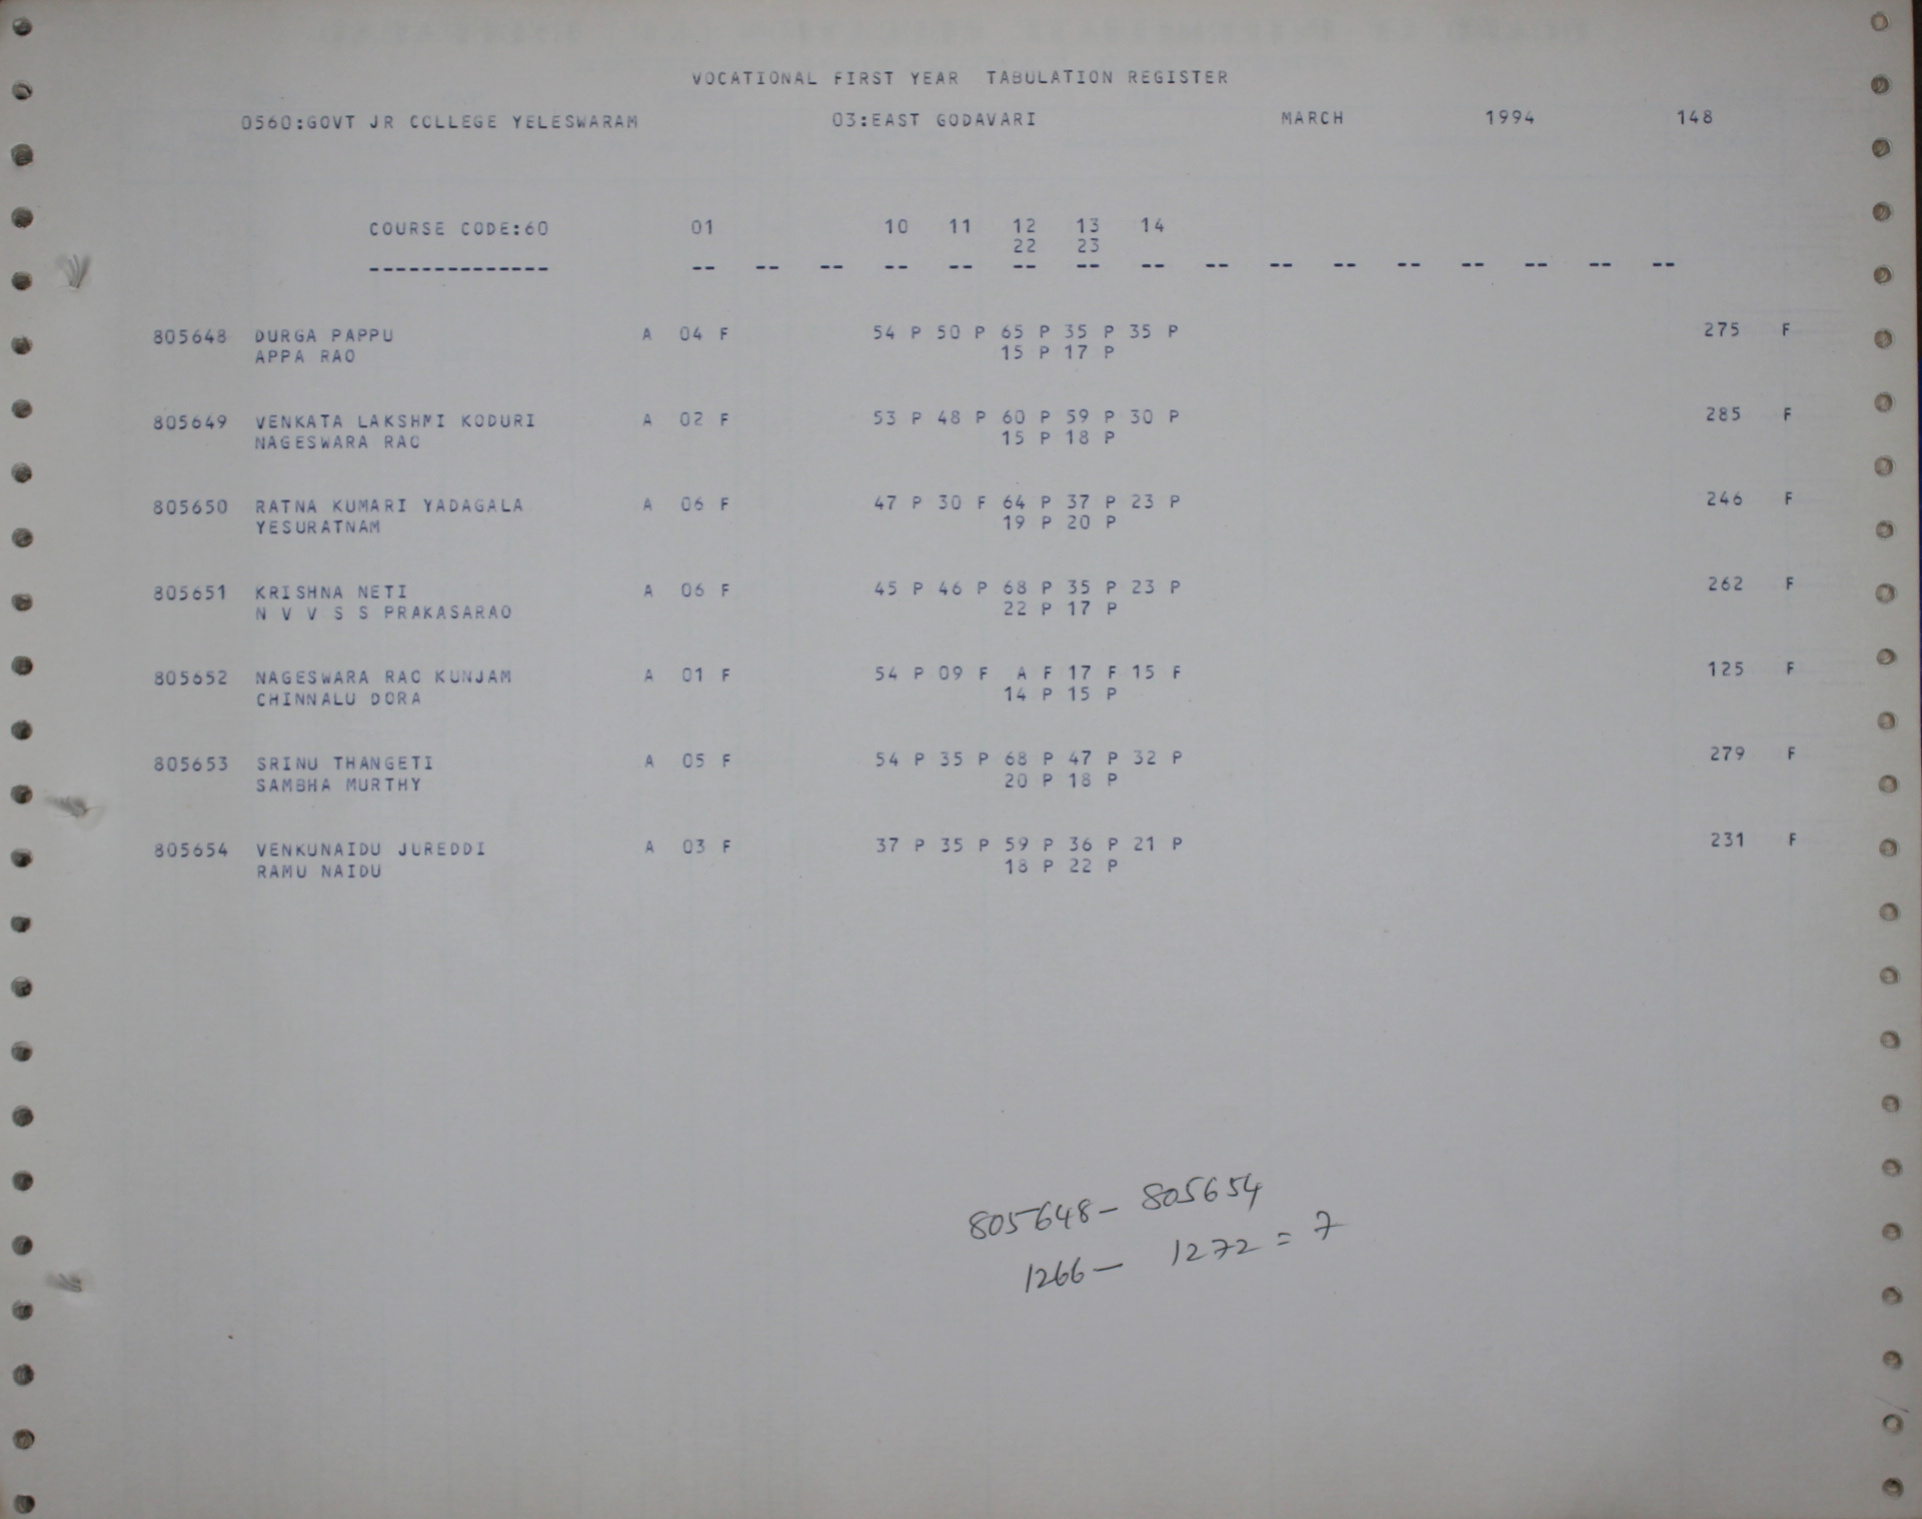 VOCATIONAL FIRST YEAR TABULATION REGISTER
0560:GOVT JR COLLEGE YELESWARAM 03:EAST GODAVARI MARCH 1994 148
COURSE CODE:60 01 10 11 12 13 14
22 23
-------------- -- -- -- -- -- -- -- -- -- -- -- -- -- -- -- --
805648 DURGA PAPPU A 04 F 54 P 50 P 65 P 35 P 35 P 275 F
APPA RAO 15 P 17 P
805649 VENKATA LAKSHMI KODURI A 02 F 53 P 48 P 60 P 59 P 30 P 285 F
NAGESWARA RAO 15 P 18 P
805650 RATNA KUMARI YADAGALA A 06 F 47 P 30 F 64 P 37 P 23 P 246 F
YESURATNAM 19 P 20 P
805651 KRISHNA NETI A 06 F 45 P 46 P 68 P 35 P 23 P 262 F
N V V S S PRAKASARAO 22 P 17 P
805652 NAGESWARA RAO KUNJAM A 01 F 54 P 09 F A F 17 F 15 F 125 F
CHINNALU DORA 14 P 15 P
805653 SRINU THANGETI A 05 F 54 P 35 P 68 P 47 P 32 P 279 F
SAMBHA MURTHY 20 P 18 P
805654 VENKUNAIDU JUREDDI A 03 F 37 P 35 P 59 P 36 P 21 P 231 F
RAMU NAIDU 18 P 22 P
805648 - 805654
1266 - 1272 = 7